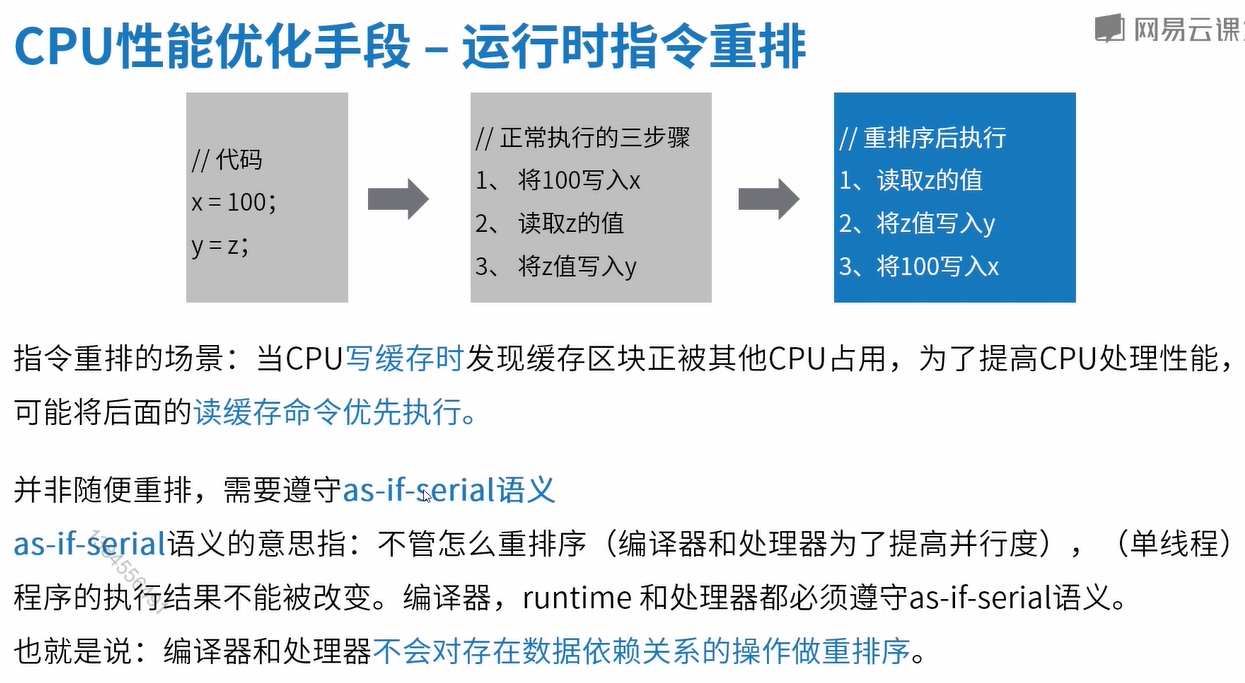 CPU性能优化手段 – 运行时指令重排
网易云课
// 代码
x = 100；
y = z；
// 正常执行的三步骤
1、 将100写入x
2、 读取z的值
3、 将z值写入y
// 重排序后执行
1、读取z的值
2、将z值写入y
3、将100写入x
指令重排的场景：当CPU写缓存时发现缓存区块正被其他CPU占用，为了提高CPU处理性能，
可能将后面的读缓存命令优先执行。
并非随便重排，需要遵守as-if-serial语义
as-if-serial语义的意思指：不管怎么重排序（编译器和处理器为了提高并行度），（单线程）
程序的执行结果不能被改变。编译器，runtime 和处理器都必须遵守as-if-serial语义。
也就是说：编译器和处理器不会对存在数据依赖关系的操作做重排序。